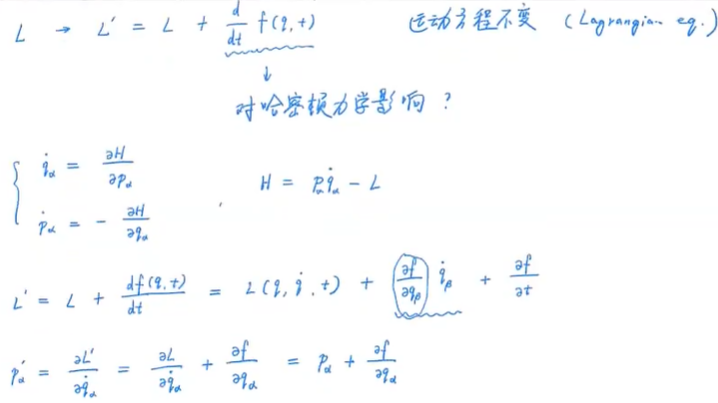 L → L' = L + d/dt f(q,t) 运动方程不变 (Lagrangian eq.)
↓
对哈密顿力学影响?
{ q̇_α = ∂H/∂p_α
ṗ_α = - ∂H/∂q_α , H = p_α q̇_α - L
L' = L + df(q,t)/dt = L(q, q̇, t) + ∂f/∂q_β q̇_β + ∂f/∂t
p'_α = ∂L'/∂q̇_α = ∂L/∂q̇_α + ∂f/∂q_α = p_α + ∂f/∂q_α